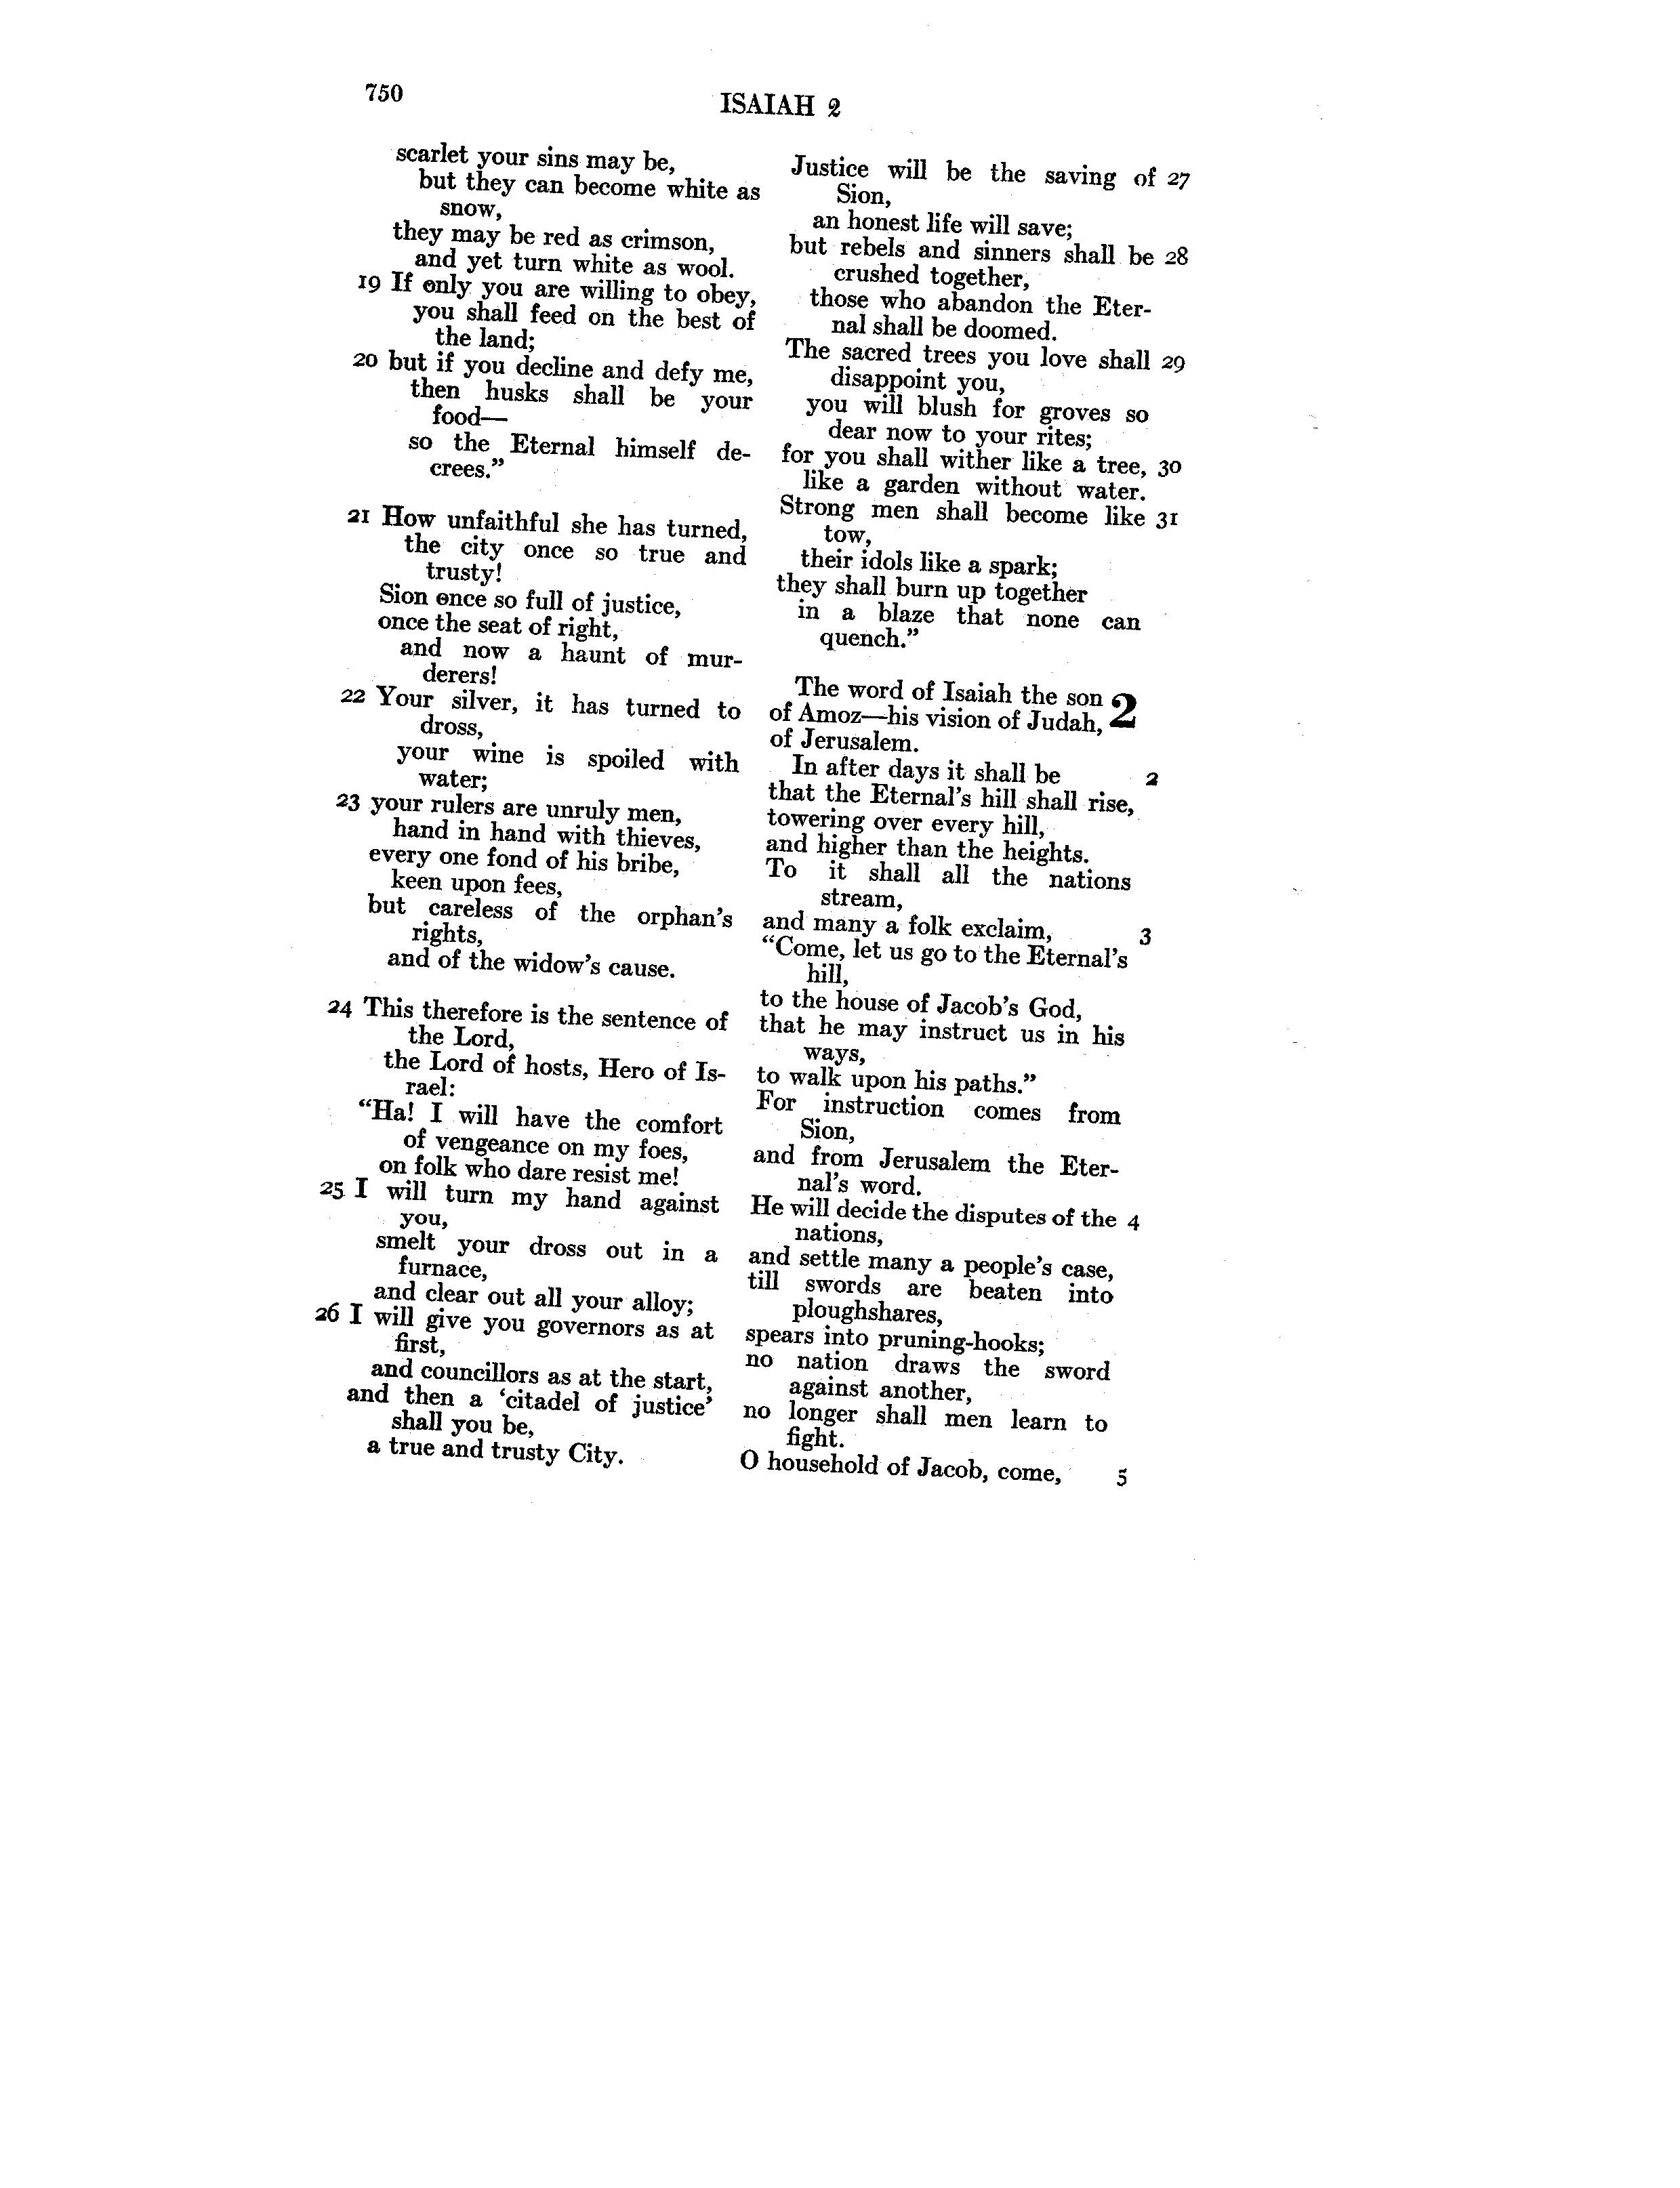 750
ISAIAH 2
scarlet your sins may be,
but they can become white as
snow,
they may be red as crimson,
and yet turn white as wool.
19 If only you are willing to obey,
you shall feed on the best of
the land;
20 but if you decline and defy me,
then husks shall be your
food—
so the Eternal himself de-
crees.”
21 How unfaithful she has turned,
the city once so true and
trusty!
Sion once so full of justice,
once the seat of right,
and now a haunt of mur-
derers!
22 Your silver, it has turned to
dross,
your wine is spoiled with
water;
23 your rulers are unruly men,
hand in hand with thieves,
every one fond of his bribe,
keen upon fees,
but careless of the orphan’s
rights,
and of the widow’s cause.
24 This therefore is the sentence of
the Lord,
the Lord of hosts, Hero of Is-
rael:
“Ha! I will have the comfort
of vengeance on my foes,
on folk who dare resist me!
25 I will turn my hand against
you,
smelt your dross out in a
furnace,
and clear out all your alloy;
26 I will give you governors as at
first,
and councillors as at the start,
and then a ‘citadel of justice’
shall you be,
a true and trusty City.
Justice will be the saving of 27
Sion,
an honest life will save;
but rebels and sinners shall be 28
crushed together,
those who abandon the Eter-
nal shall be doomed.
The sacred trees you love shall 29
disappoint you,
you will blush for groves so
dear now to your rites;
for you shall wither like a tree, 30
like a garden without water.
Strong men shall become like 31
tow,
their idols like a spark;
they shall burn up together
in a blaze that none can
quench.”
The word of Isaiah the son 2
of Amoz—his vision of Judah,
of Jerusalem.
In after days it shall be 2
that the Eternal’s hill shall rise,
towering over every hill,
and higher than the heights.
To it shall all the nations
stream,
and many a folk exclaim, 3
“Come, let us go to the Eternal’s
hill,
to the house of Jacob’s God,
that he may instruct us in his
ways,
to walk upon his paths.”
For instruction comes from
Sion,
and from Jerusalem the Eter-
nal’s word.
He will decide the disputes of the 4
nations,
and settle many a people’s case,
till swords are beaten into
ploughshares,
spears into pruning-hooks;
no nation draws the sword
against another,
no longer shall men learn to
fight.
O household of Jacob, come, 5